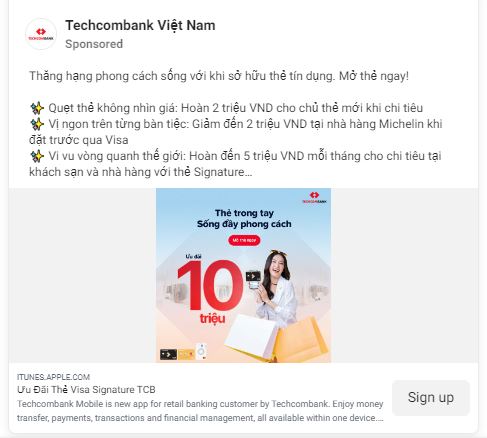 Techcombank Việt Nam
Sponsored
TECHCOMBANK
Thăng hạng phong cách sống với khi sở hữu thẻ tín dụng. Mở thẻ ngay!
✨ Quẹt thẻ không nhìn giá: Hoàn 2 triệu VND cho chủ thẻ mới khi chi tiêu
✨ Vị ngon trên từng bàn tiệc: Giảm đến 2 triệu VND tại nhà hàng Michelin khi
đặt trước qua Visa
✨ Vi vu vòng quanh thế giới: Hoàn đến 5 triệu VND mỗi tháng cho chi tiêu tại
khách sạn và nhà hàng với thẻ Signature...
TECHCOMBANK
Thẻ trong tay
Sống đầy phong cách
Mở thẻ ngay
Ưu đãi
10
triệu
ITUNES.APPLE.COM
Ưu Đãi Thẻ Visa Signature TCB
Techcombank Mobile is new app for retail banking customer by Techcombank. Enjoy money
transfer, payments, transactions and financial management, all available within one device....
Sign up